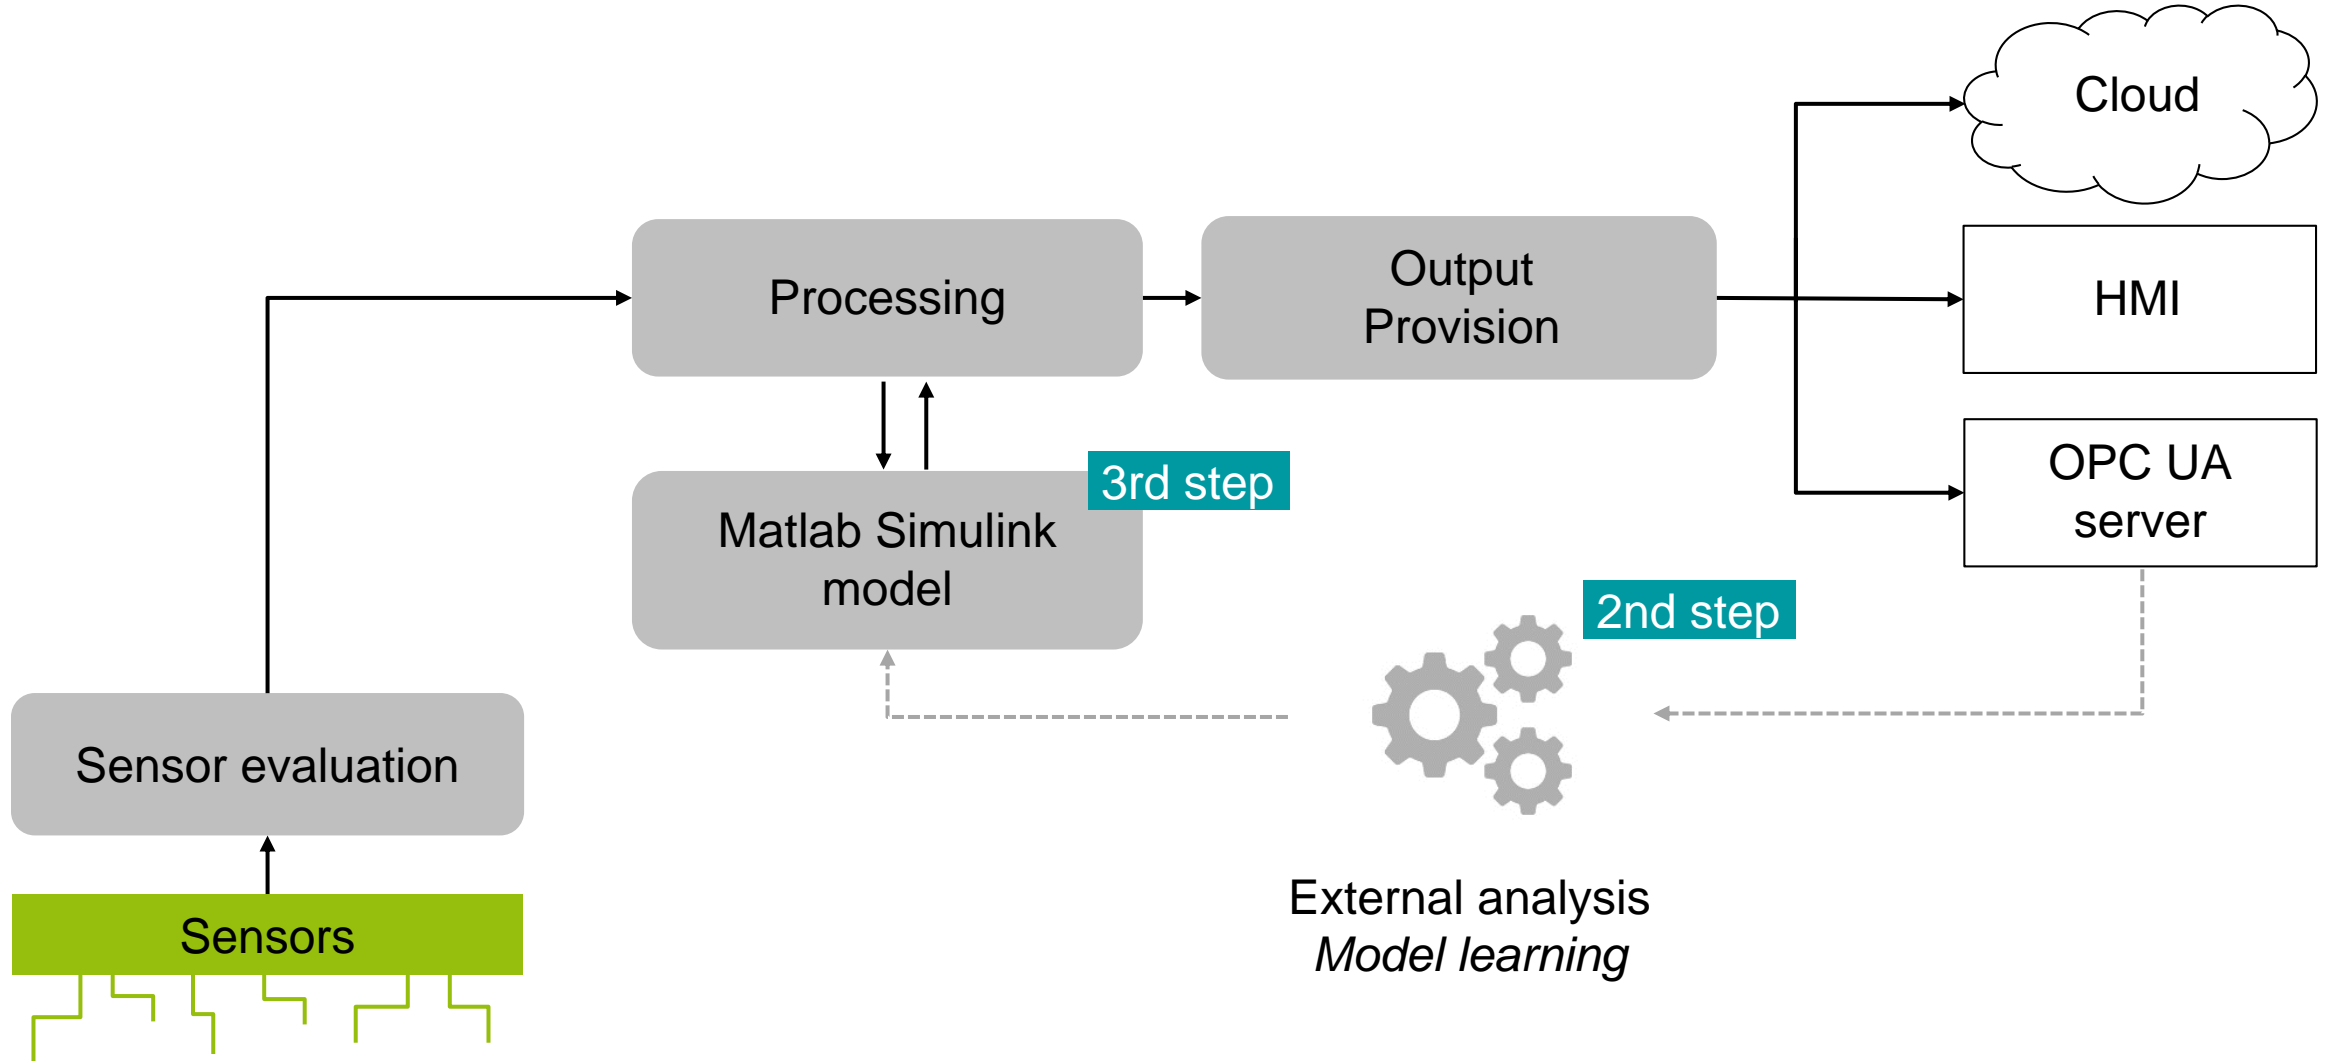 Cloud
Processing
Output
Provision
HMI
3rd step
Matlab Simulink
model
OPC UA
server
2nd step
Sensor evaluation
External analysis
Model learning
Sensors